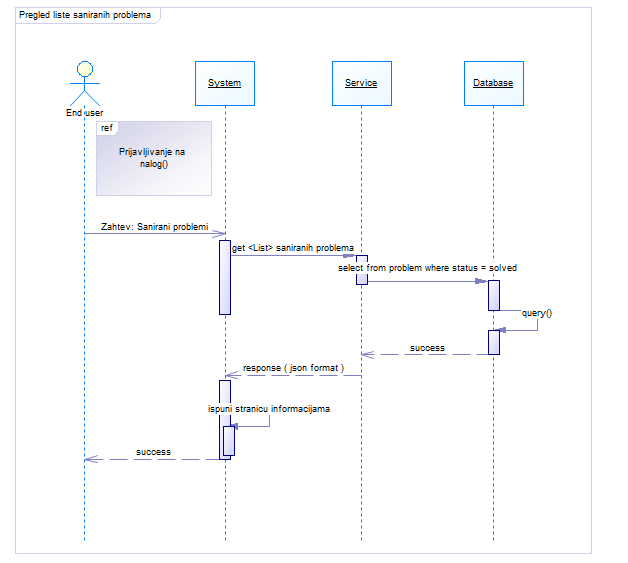 Pregled liste saniranih problema
System
Service
Database
End user
ref
Prijavljivanje na
nalog()
Zahtev: Sanirani problemi
get <List> saniranih problema
select from problem where status = solved
query()
success
response ( json format )
ispuni stranicu informacijama
success